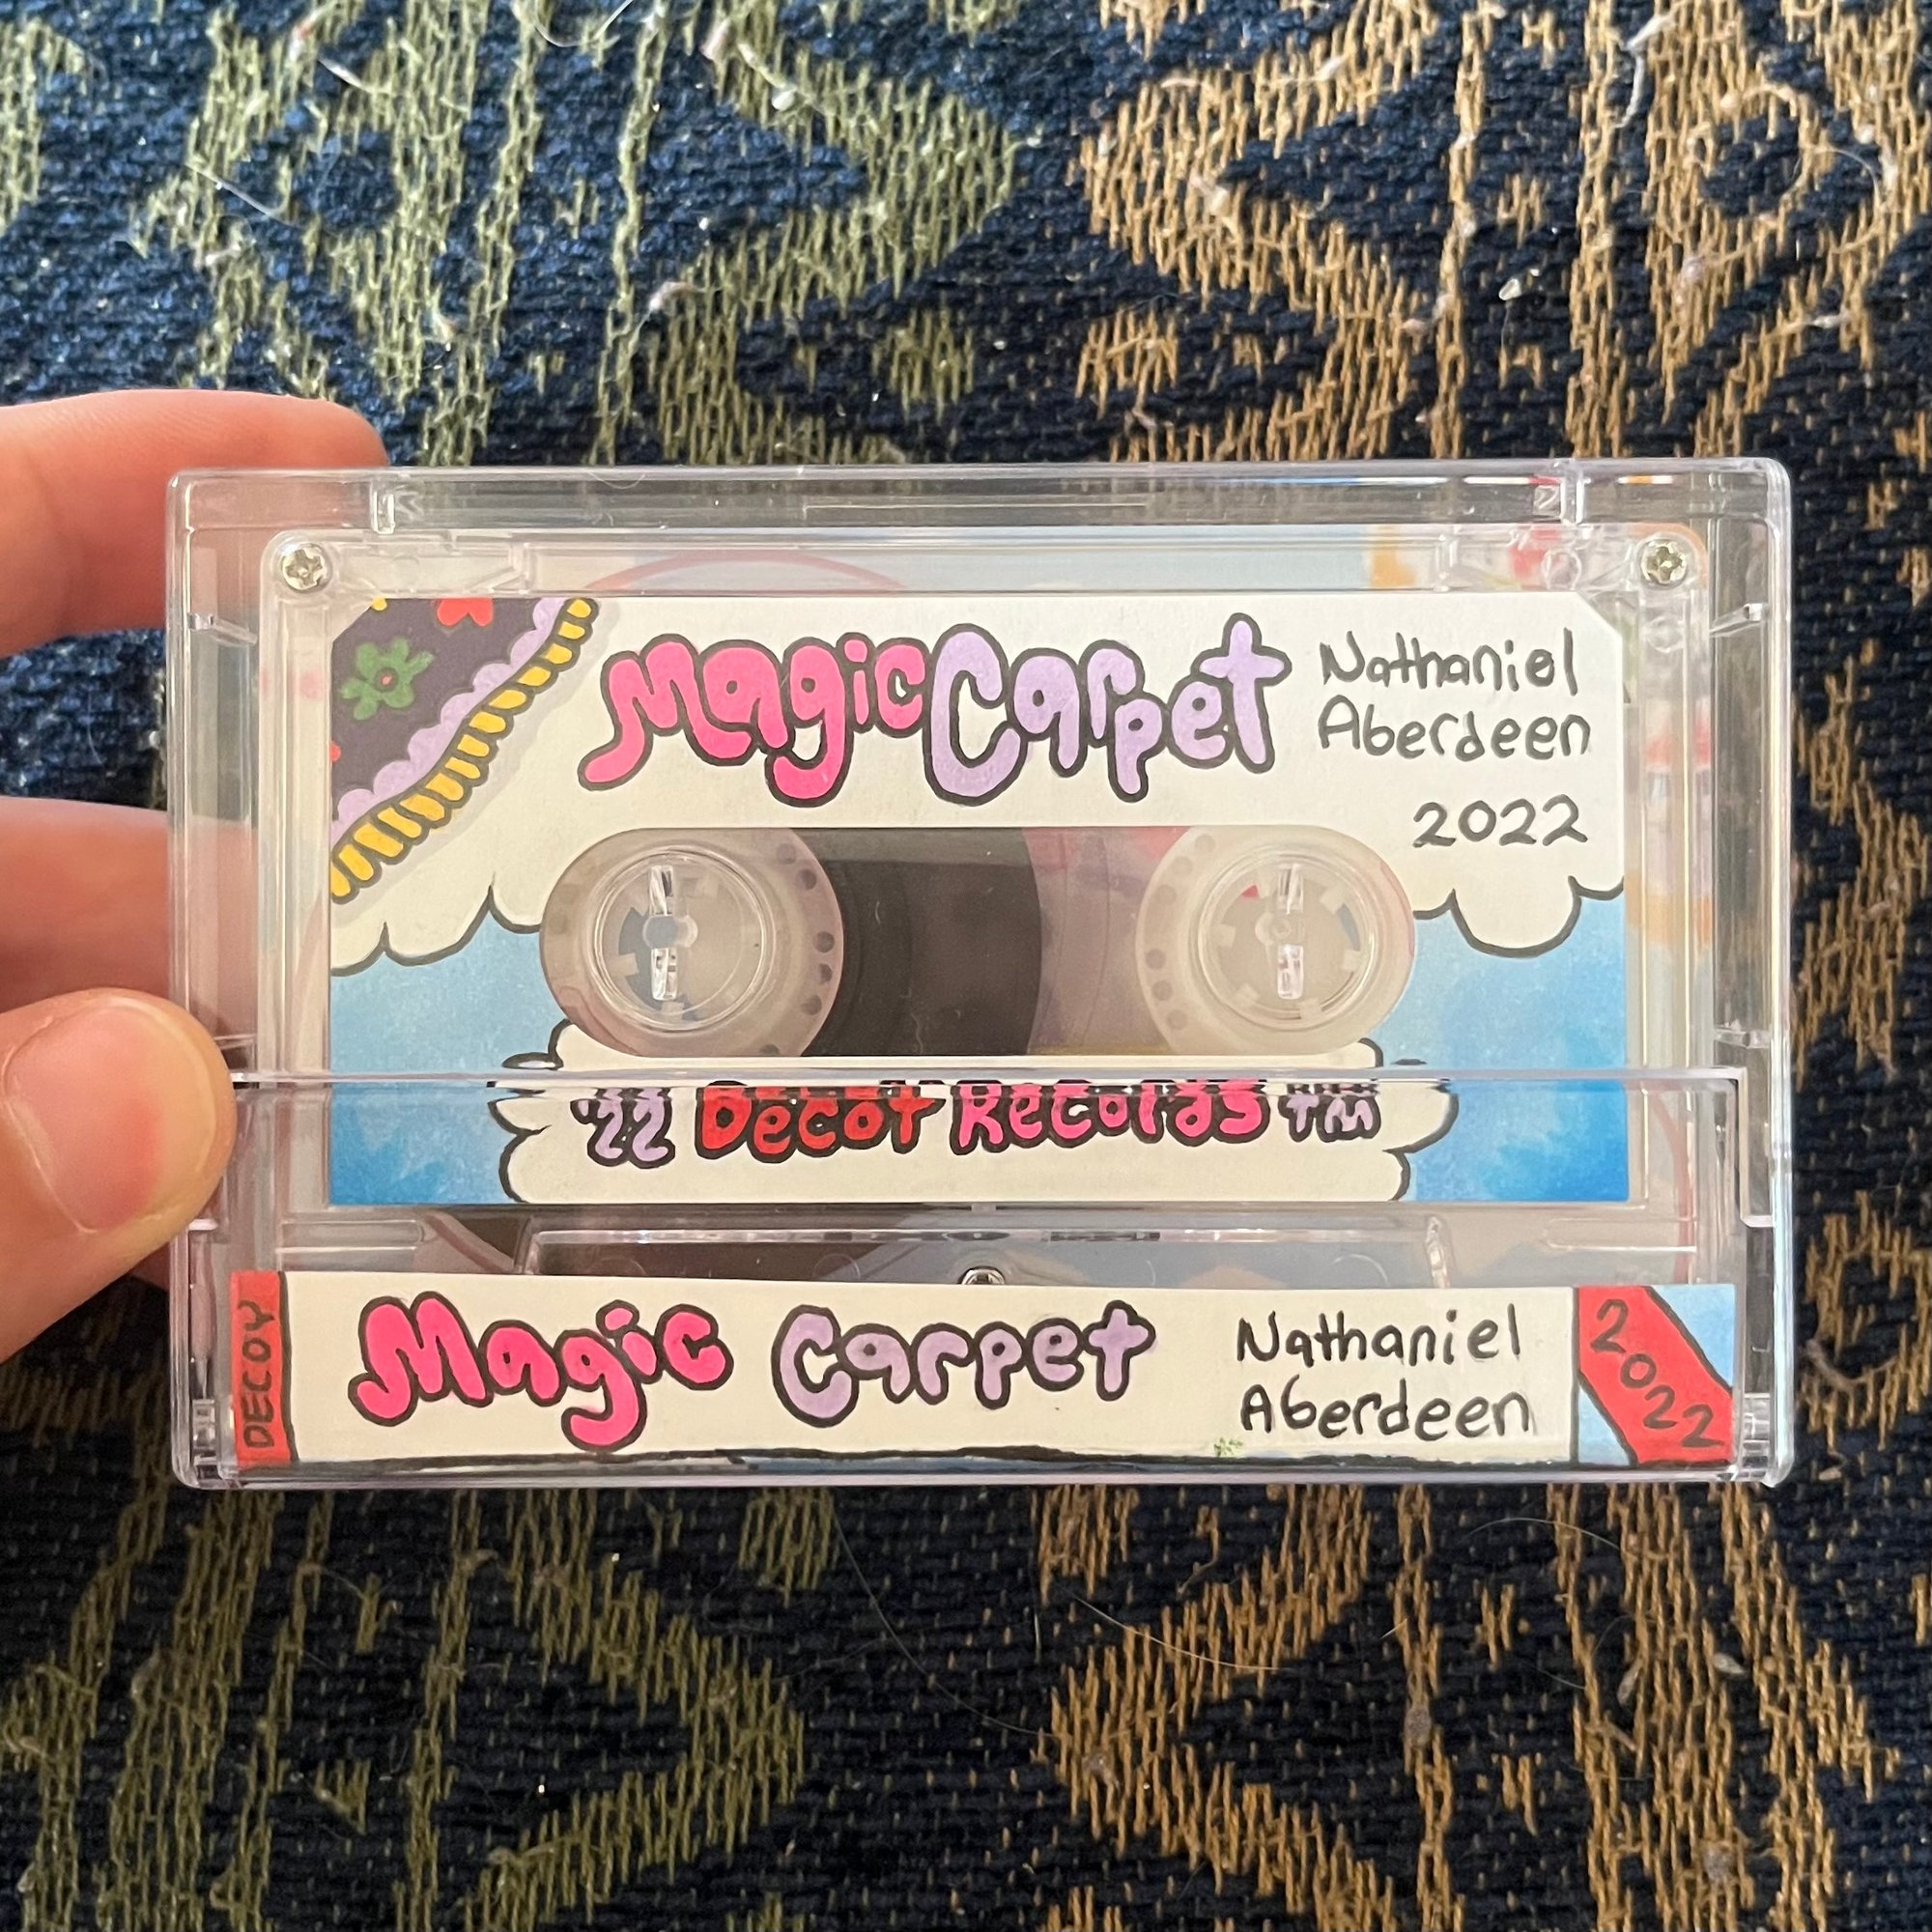 Magic Carpet
Nathaniel
Aberdeen
2022
'22 Decoy Records TM
DECOY
Magic Carpet
Nathaniel
Aberdeen
2022